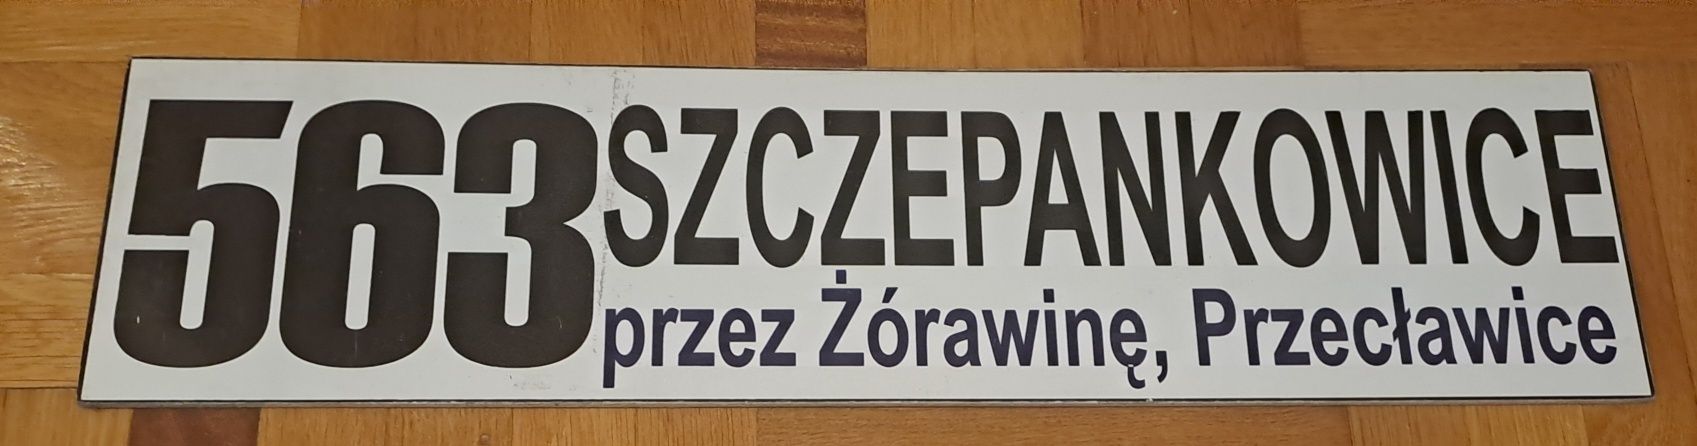 563 SZCZEPANKOWICE
przez Żórawinę, Przecławice